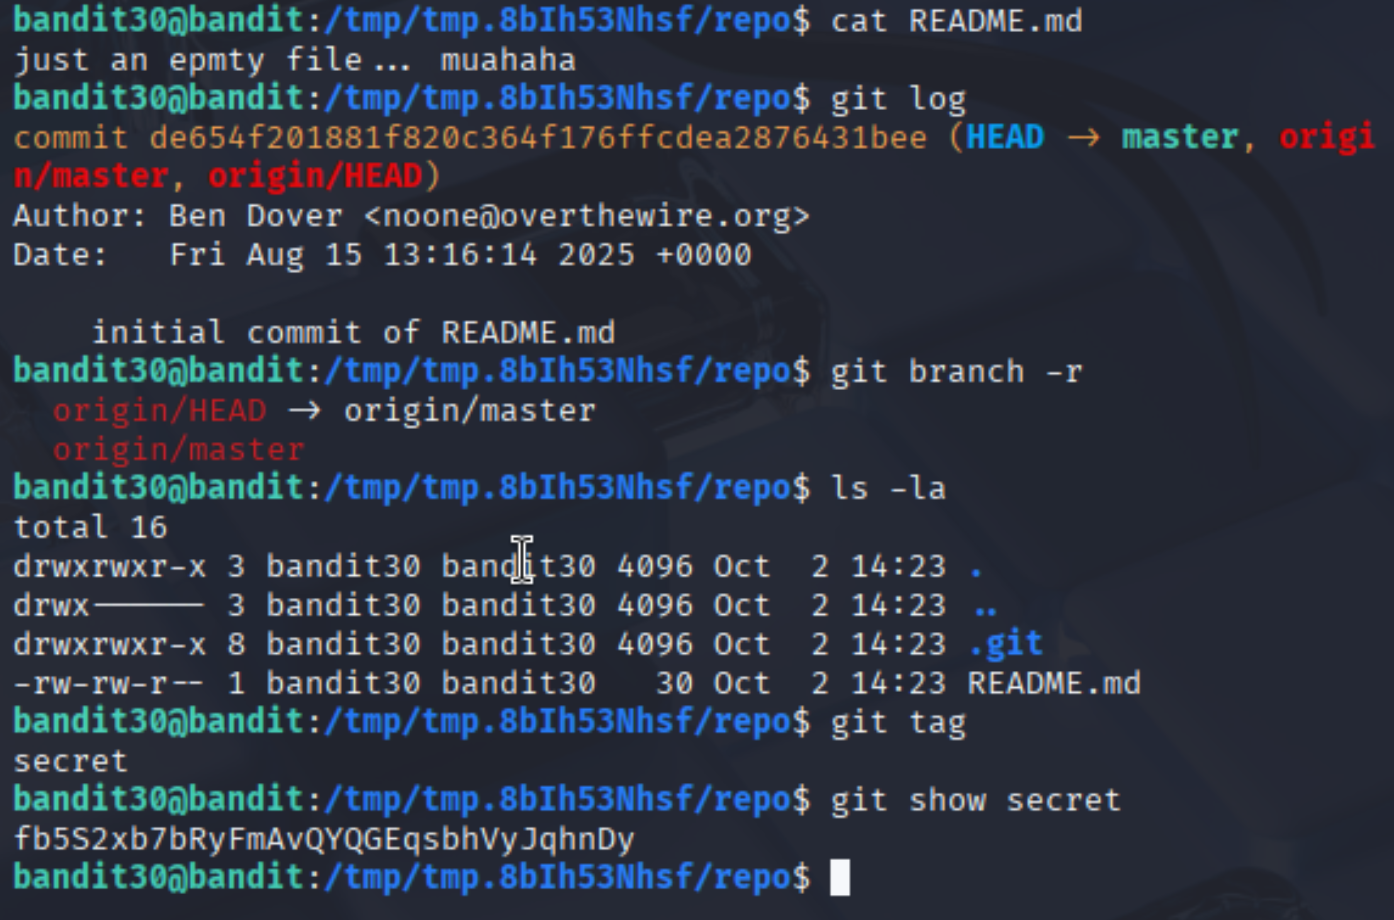 bandit30@bandit:/tmp/tmp.8bIh53Nhsf/repo$ cat README.md
just an epmty file... muahaha
bandit30@bandit:/tmp/tmp.8bIh53Nhsf/repo$ git log
commit de654f201881f820c364f176ffcdea2876431bee (HEAD → master, origi
n/master, origin/HEAD)
Author: Ben Dover <noone@overthewire.org>
Date:   Fri Aug 15 13:16:14 2025 +0000
    initial commit of README.md
bandit30@bandit:/tmp/tmp.8bIh53Nhsf/repo$ git branch -r
  origin/HEAD → origin/master
  origin/master
bandit30@bandit:/tmp/tmp.8bIh53Nhsf/repo$ ls -la
total 16
drwxrwxr-x 3 bandit30 bandit30 4096 Oct  2 14:23 .
drwx------ 3 bandit30 bandit30 4096 Oct  2 14:23 ..
drwxrwxr-x 8 bandit30 bandit30 4096 Oct  2 14:23 .git
-rw-rw-r-- 1 bandit30 bandit30   30 Oct  2 14:23 README.md
bandit30@bandit:/tmp/tmp.8bIh53Nhsf/repo$ git tag
secret
bandit30@bandit:/tmp/tmp.8bIh53Nhsf/repo$ git show secret
fb5S2xb7bRyFmAvQYQGEqsbhVyJqhnDy
bandit30@bandit:/tmp/tmp.8bIh53Nhsf/repo$